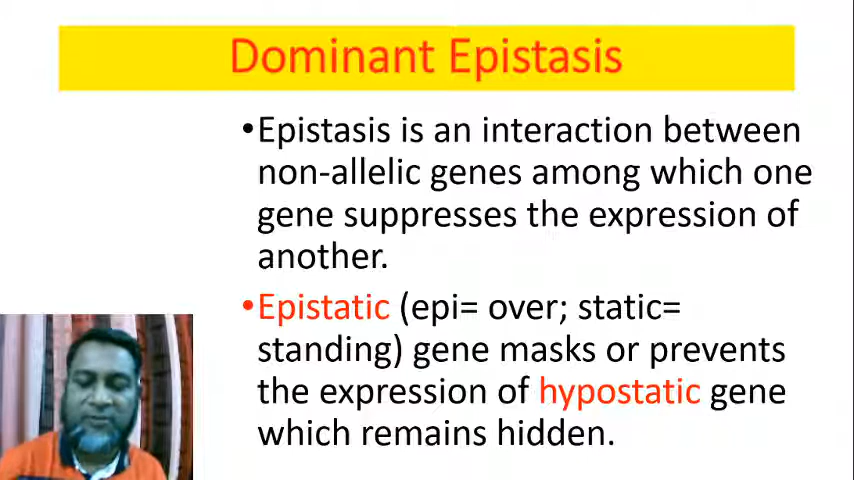 Dominant Epistasis
•Epistasis is an interaction between
non-allelic genes among which one
gene suppresses the expression of
another.
•Epistatic (epi= over; static=
standing) gene masks or prevents
the expression of hypostatic gene
which remains hidden.